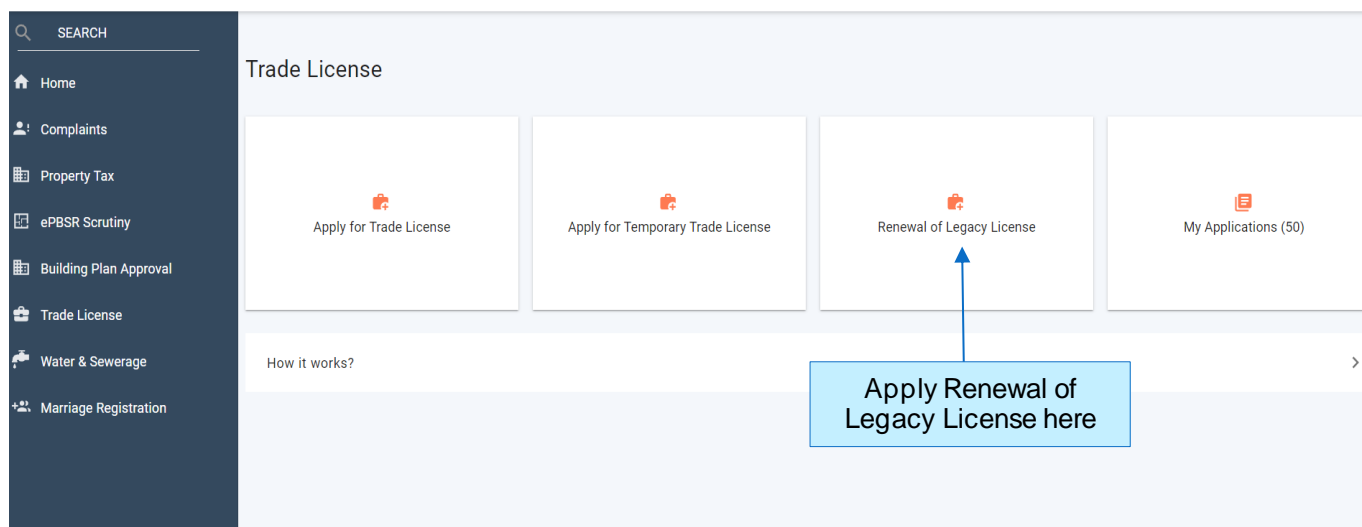 SEARCH
Home
Complaints
Property Tax
ePBSR Scrutiny
Building Plan Approval
Trade License
Water & Sewerage
Marriage Registration
Trade License
Apply for Trade License
Apply for Temporary Trade License
Renewal of Legacy License
My Applications (50)
How it works?
Apply Renewal of
Legacy License here